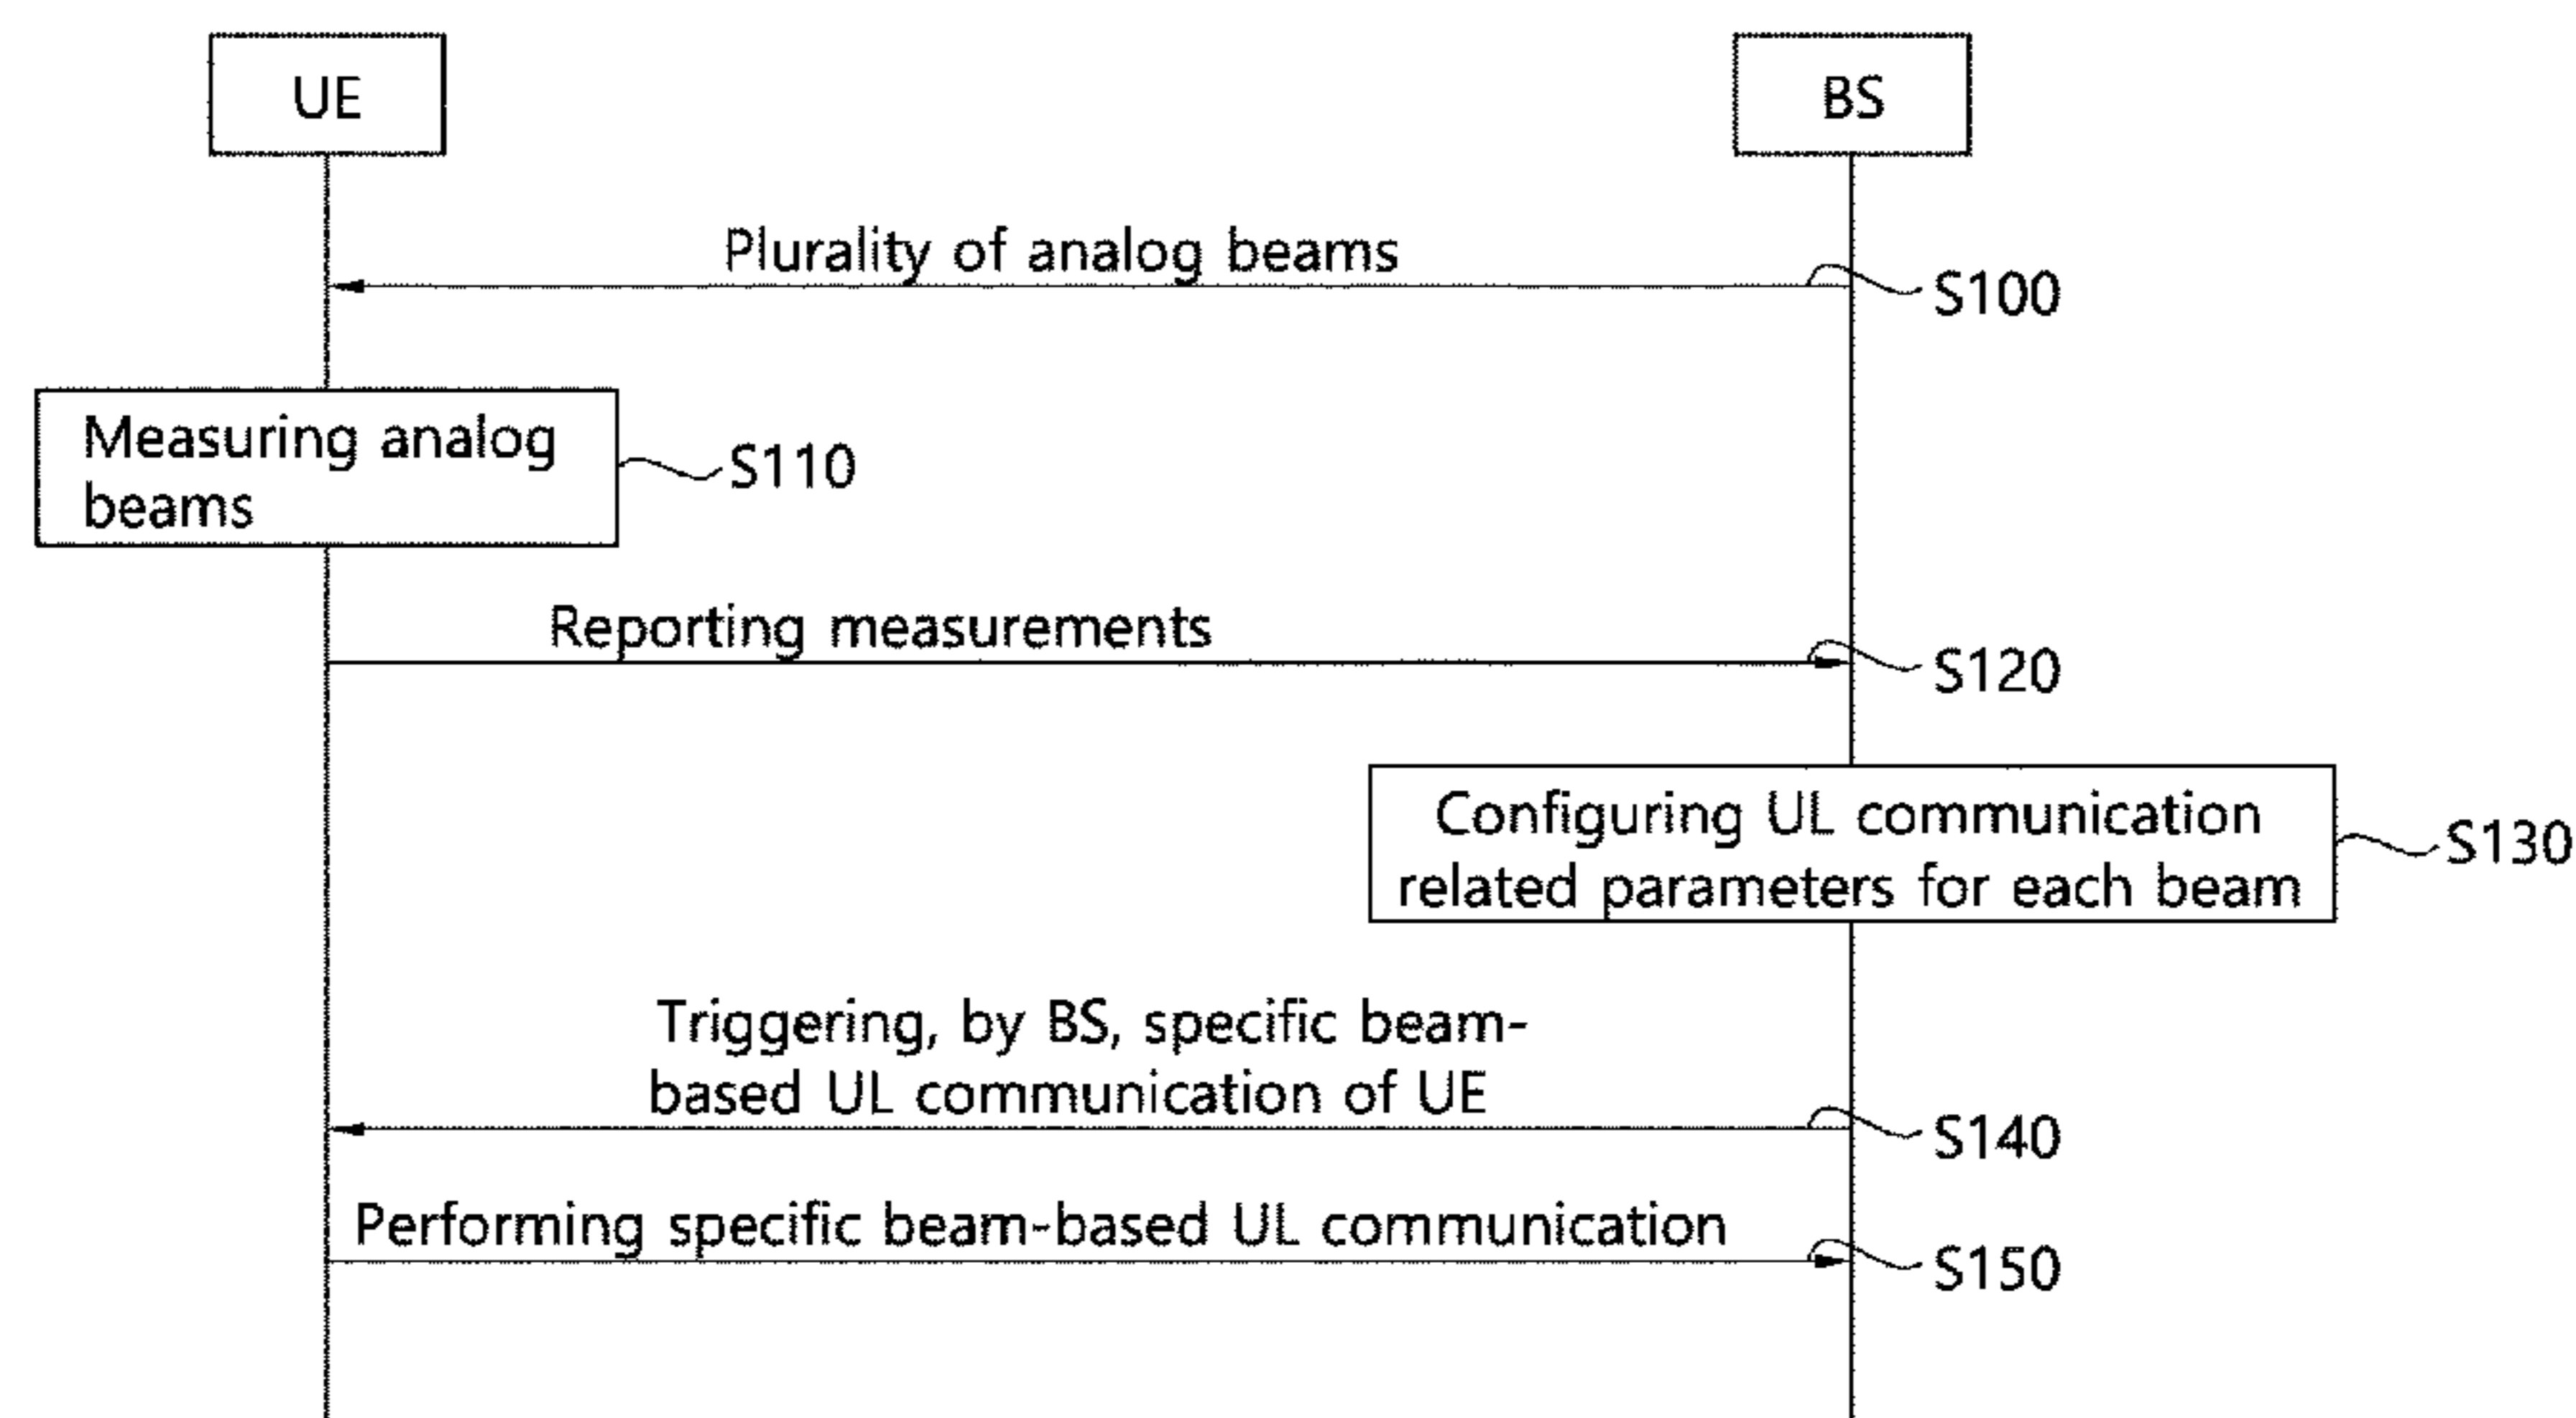 UE
BS
Plurality of analog beams
S100
Measuring analog
beams
S110
Reporting measurements
S120
Configuring UL communication
related parameters for each beam
S130
Triggering, by BS, specific beam-
based UL communication of UE
S140
Performing specific beam-based UL communication
S150